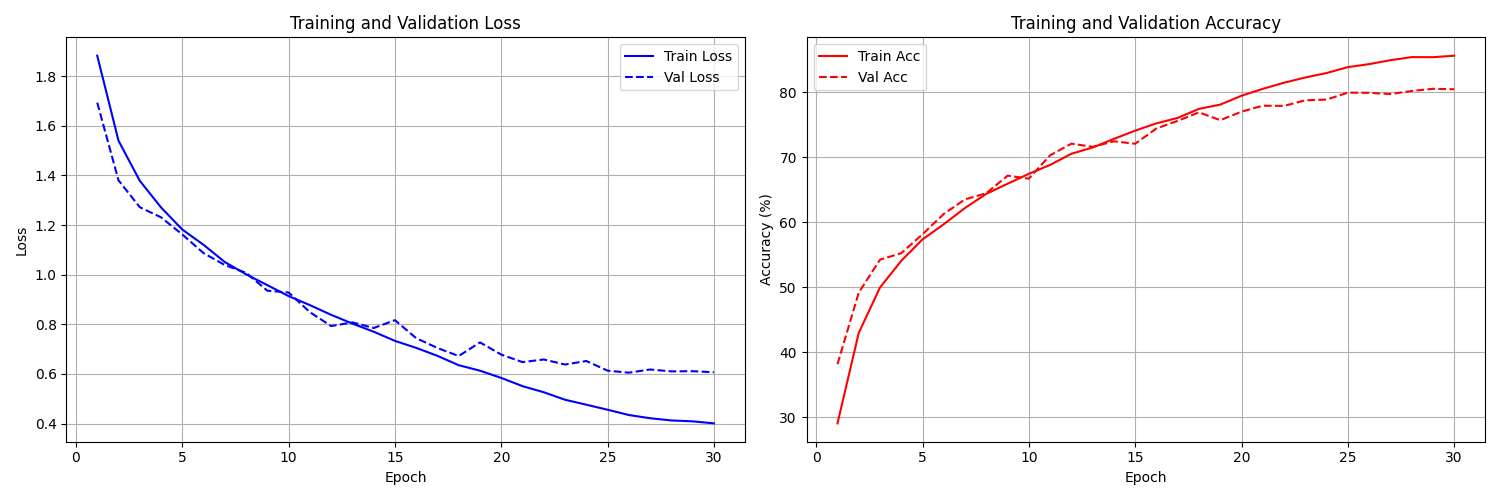 Training and Validation Loss
Train Loss
Val Loss
Loss
1.8
1.6
1.4
1.2
1.0
0.8
0.6
0.4
0 5 10 15 20 25 30
Epoch
Training and Validation Accuracy
Train Acc
Val Acc
Accuracy (%)
80
70
60
50
40
30
0 5 10 15 20 25 30
Epoch